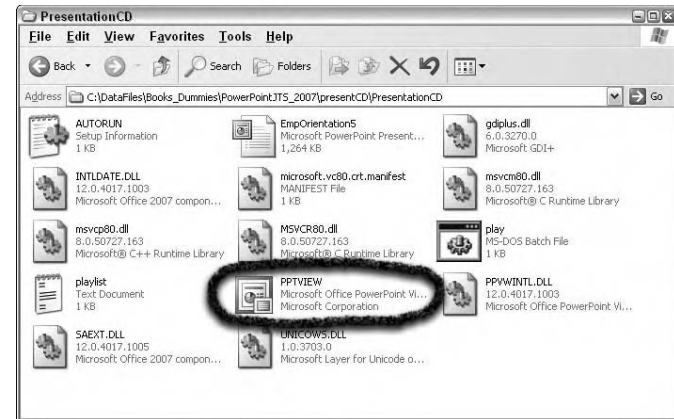 PresentationCD
File Edit View Favorites Tools Help
Back Search Folders
Address C:\DataFiles\Books_Dummies\PowerPointJTS_2007\presentCD\PresentationCD Go
AUTORUN
Setup Information
1 KB
EmpOrientation5
Microsoft PowerPoint Present...
1,264 KB
gdiplus.dll
6.0.3270.0
Microsoft GDI+
INTLDATE.DLL
12.0.4017.1003
Microsoft Office 2007 compon...
microsoft.vc80.crt.manifest
MANIFEST File
1 KB
msvcm80.dll
8.0.50727.163
Microsoft® C Runtime Library
msvcp80.dll
8.0.50727.163
Microsoft® C++ Runtime Library
MSVCR80.dll
8.0.50727.163
Microsoft® C Runtime Library
play
MS-DOS Batch File
1 KB
playlist
Text Document
1 KB
PPTVIEW
Microsoft Office PowerPoint Vi...
Microsoft Corporation
PPVWINTL.DLL
12.0.4017.1003
Microsoft Office PowerPoint Vi...
SAEXT.DLL
12.0.4017.1005
Microsoft Office 2007 compon...
UNICOWS.DLL
1.0.3703.0
Microsoft Layer for Unicode o...